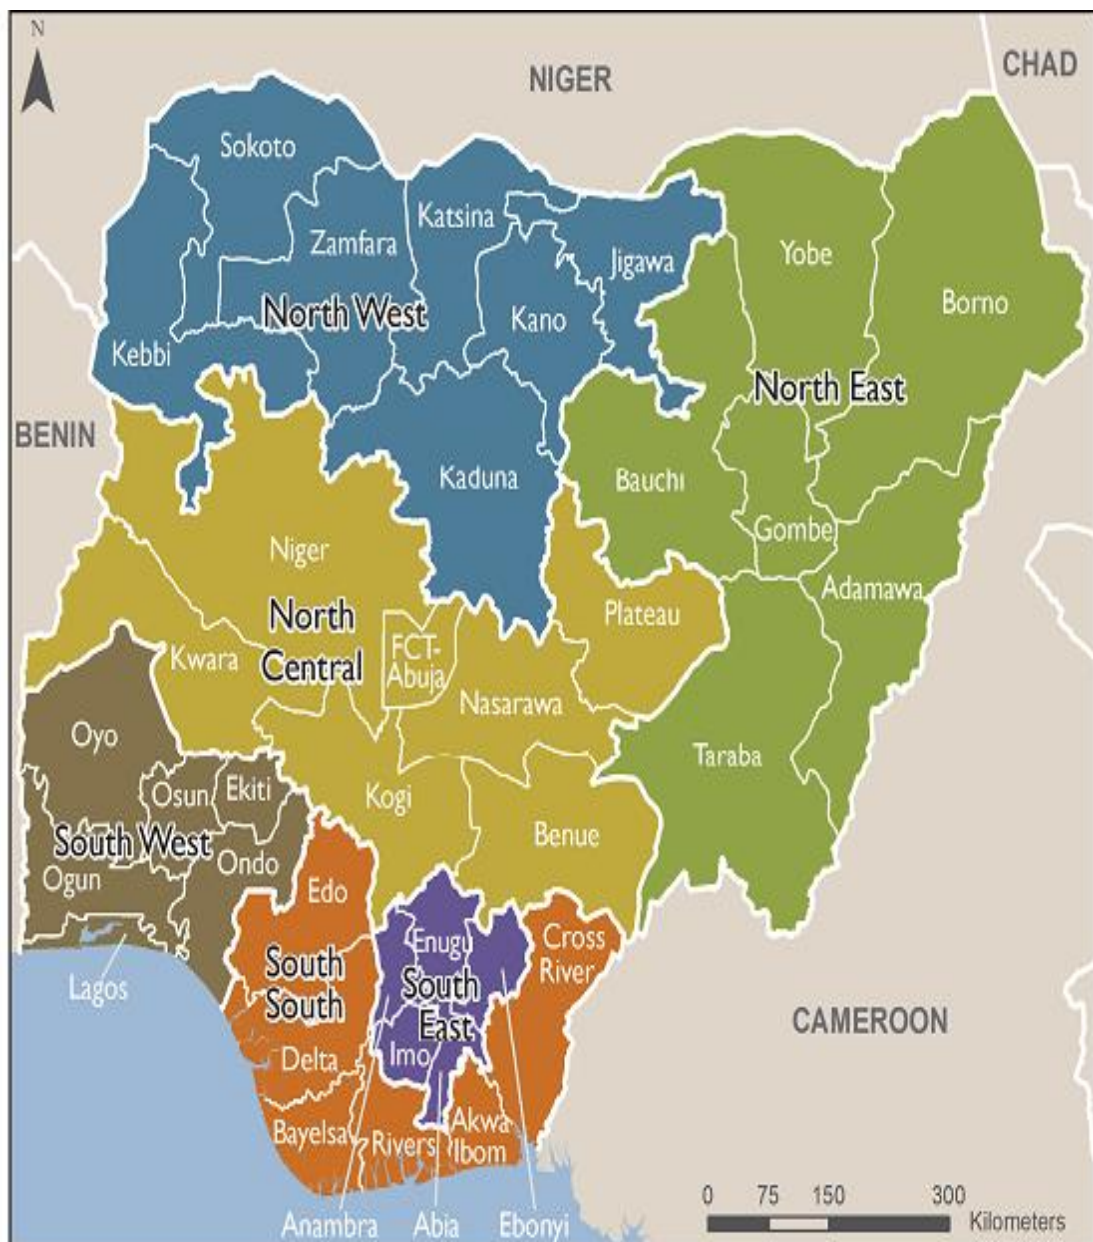 N
NIGER
CHAD
Sokoto
Katsina
Zamfara
Yobe
Jigawa
Borno
North West
Kano
Kebbi
North East
BENIN
Kaduna
Bauchi
Gombe
Niger
Adamawa
Plateau
North
Central
FCT-
Abuja
Kwara
Nasarawa
Oyo
Taraba
Osun
Ekiti
Kogi
South West
Benue
Ondo
Ogun
Edo
Enugu
Cross
River
South
South
South
East
Lagos
CAMEROON
Imo
Delta
Bayelsa
Rivers
Akwa
Ibom
Anambra
Abia
Ebonyi
0 75 150 300
Kilometers